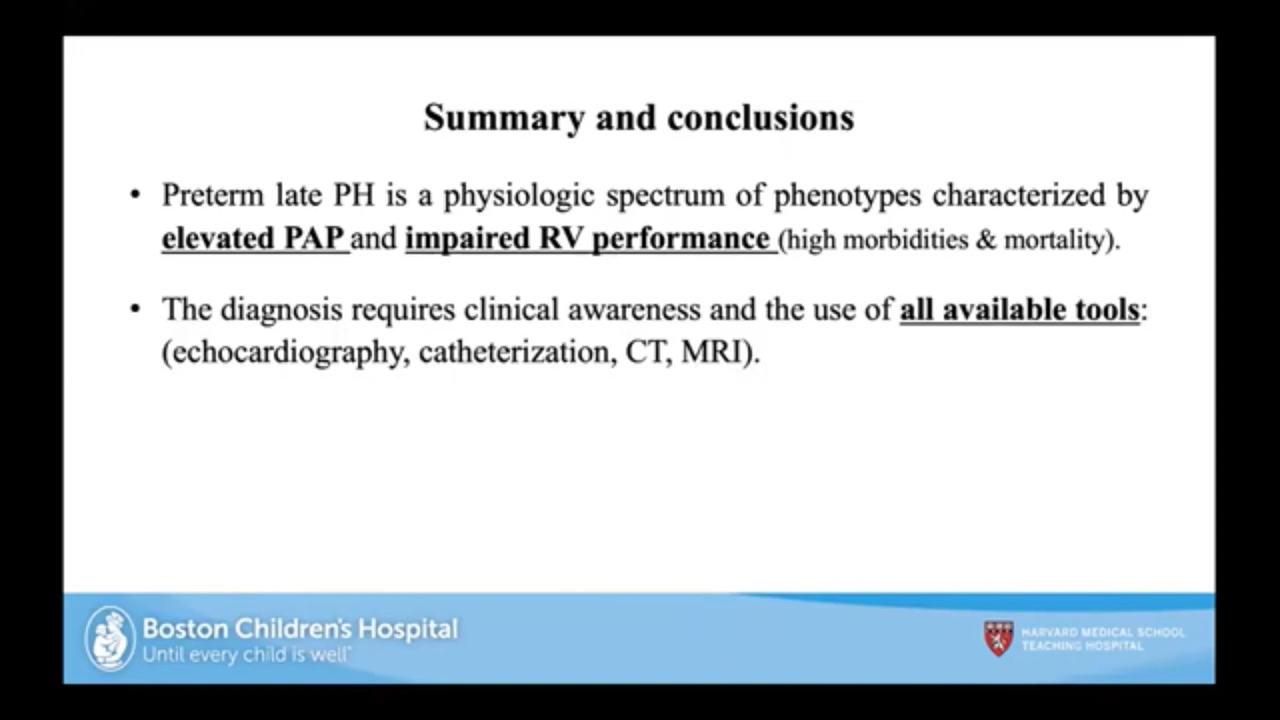 Summary and conclusions
• Preterm late PH is a physiologic spectrum of phenotypes characterized by
elevated PAP and impaired RV performance (high morbidities & mortality).
• The diagnosis requires clinical awareness and the use of all available tools:
(echocardiography, catheterization, CT, MRI).
Boston Children's Hospital
Until every child is well™
HARVARD MEDICAL SCHOOL
TEACHING HOSPITAL